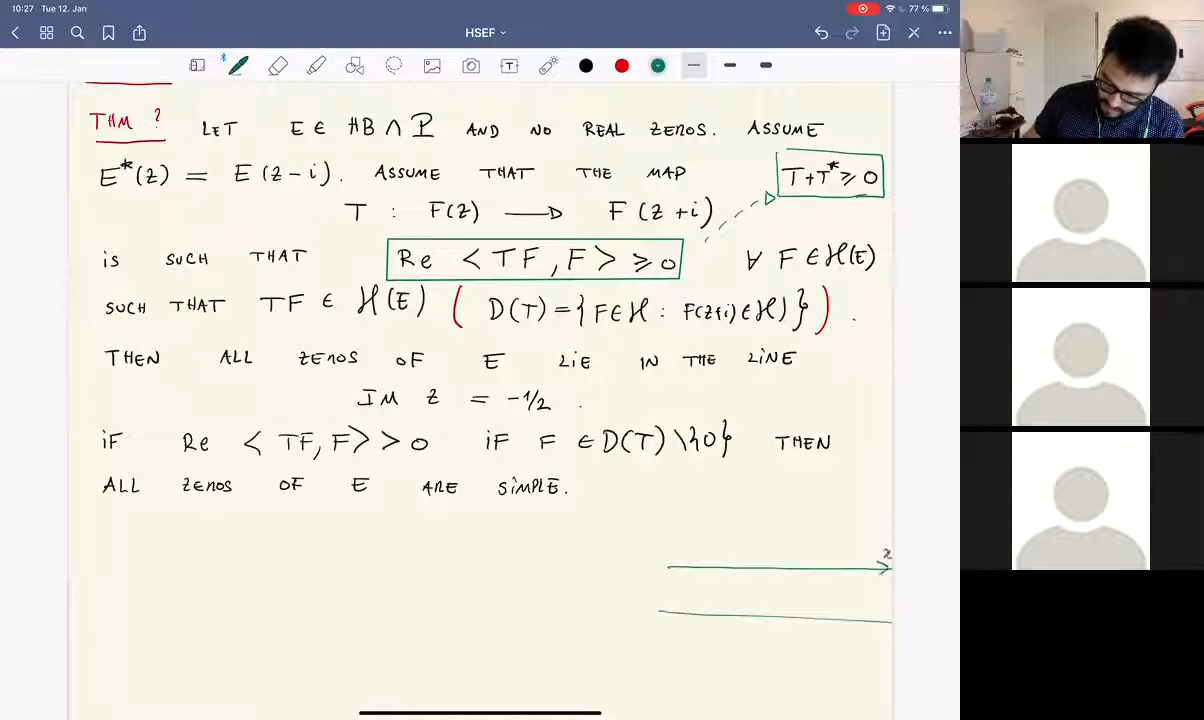 10:27 Tue 12. Jan
77 %
HSEF
THM ? LET E ∈ HB ∩ P AND NO REAL ZEROS. ASSUME
E*(z) = E(z-i). ASSUME THAT THE MAP
T+T* ≥ 0
T : F(z) → F(z+i)
is SUCH THAT Re <TF, F> ≥ 0 ∀ F ∈ H(E)
SUCH THAT TF ∈ H(E) ( D(T) = {F ∈ H : F(z+i) ∈ H)} ) .
THEN ALL ZEROS OF E LIE IN THE LINE
IM z = -1/2 .
iF Re <TF, F> > 0 iF F ∈ D(T)\{0} THEN
ALL ZEROS OF E ARE SIMPLE.